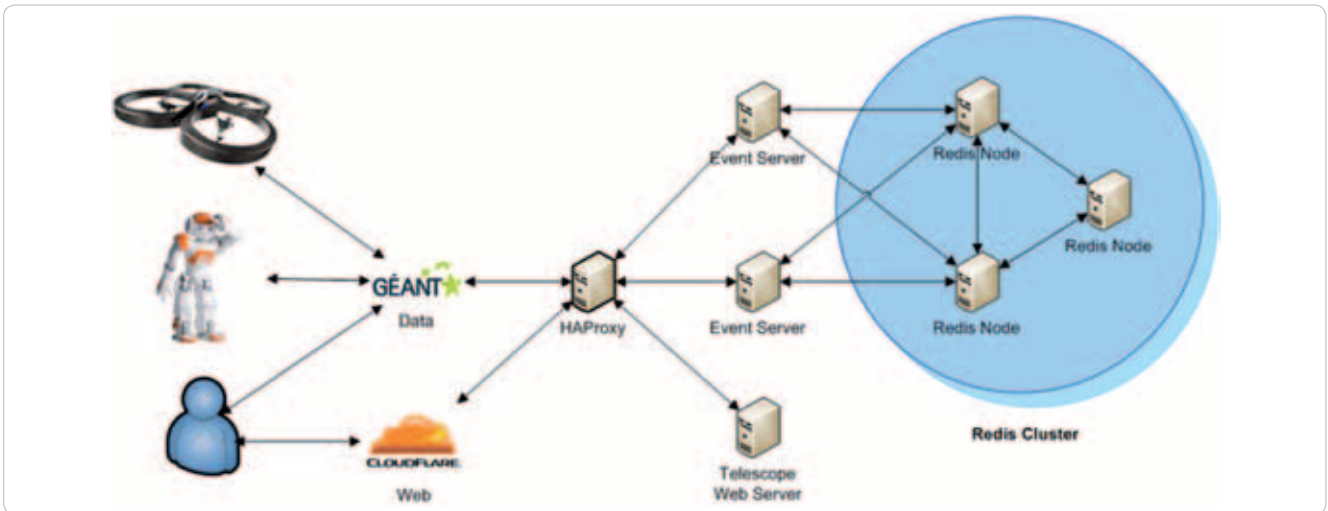 Event Server
Redis Node
Redis Node
GÉANT
Data
HAProxy
Event Server
Redis Node
Redis Cluster
CLOUDFLARE
Web
Telescope
Web Server